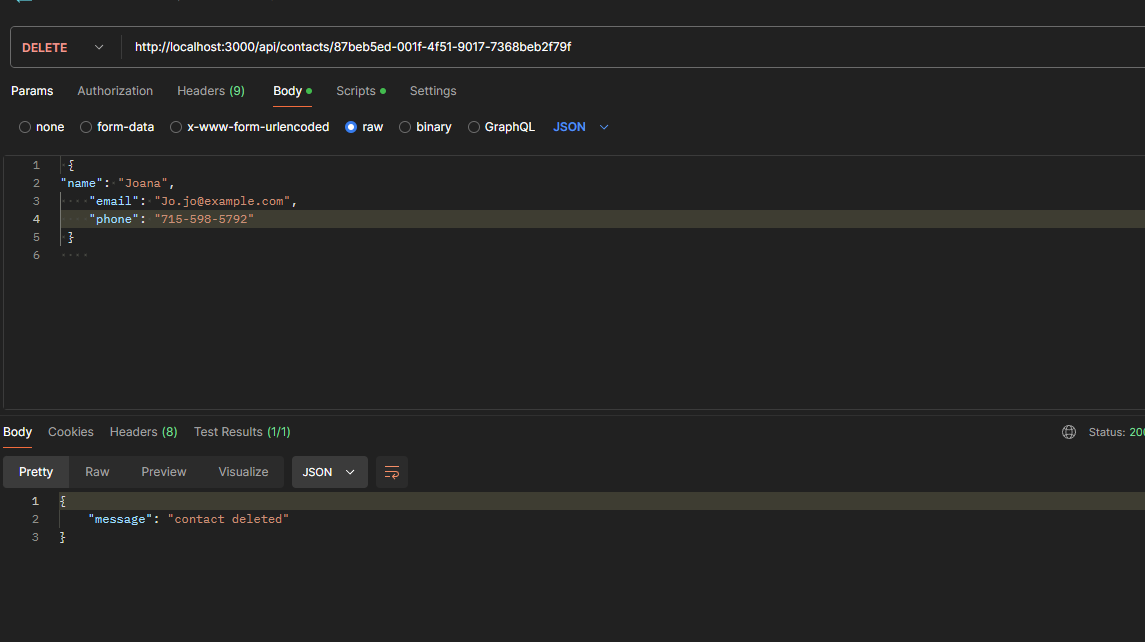 DELETE http://localhost:3000/api/contacts/87beb5ed-001f-4f51-9017-7368beb2f79f
Params Authorization Headers (9) Body Scripts Settings
none form-data x-www-form-urlencoded raw binary GraphQL JSON
1 {
2 "name": "Joana",
3 "email": "Jo.jo@example.com",
4 "phone": "715-598-5792"
5 }
6
Body Cookies Headers (8) Test Results (1/1) Status: 200
Pretty Raw Preview Visualize JSON
1 {
2 "message": "contact deleted"
3 }